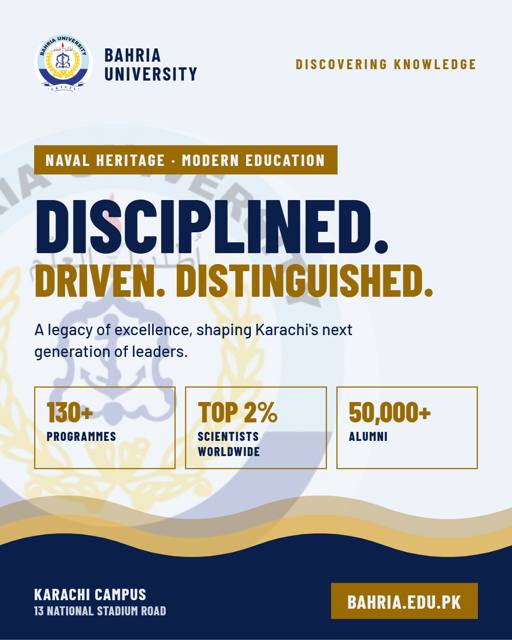 BAHRIA UNIVERSITY
BAHRIA
UNIVERSITY
DISCOVERING KNOWLEDGE
NAVAL HERITAGE · MODERN EDUCATION
DISCIPLINED.
DRIVEN. DISTINGUISHED.
A legacy of excellence, shaping Karachi's next
generation of leaders.
130+
PROGRAMMES
TOP 2%
SCIENTISTS
WORLDWIDE
50,000+
ALUMNI
KARACHI CAMPUS
13 NATIONAL STADIUM ROAD
BAHRIA.EDU.PK